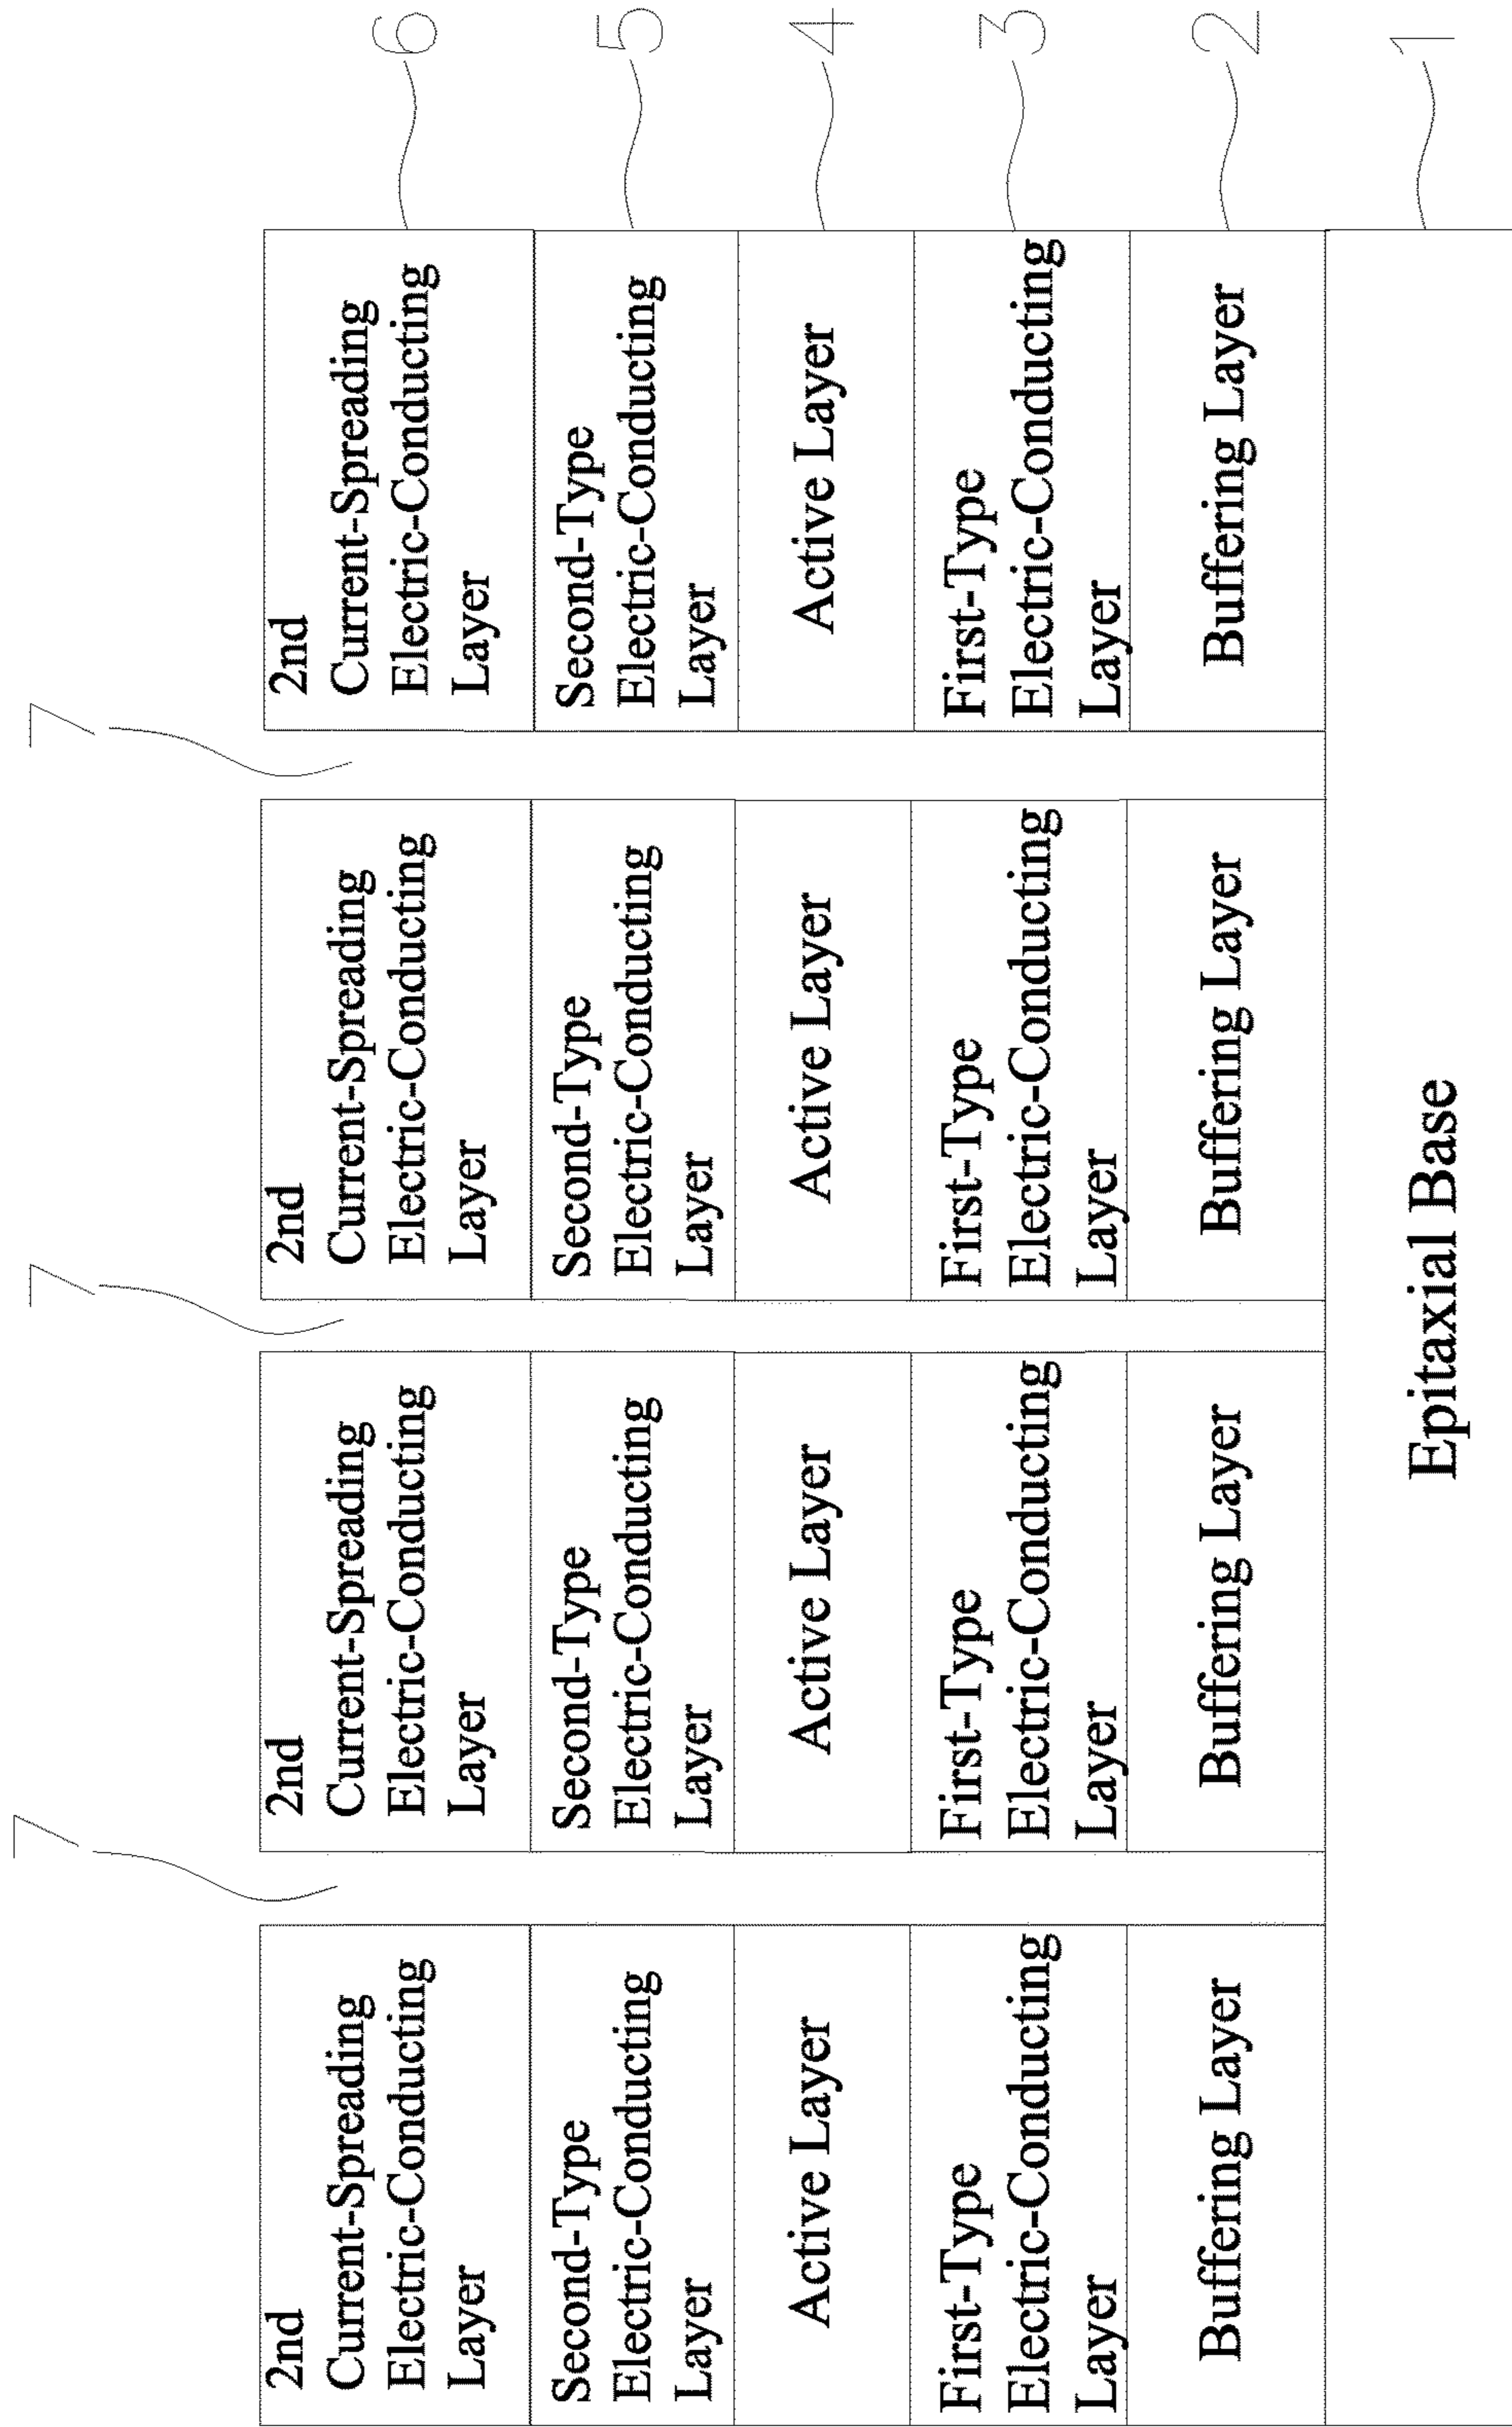 7
7
7
2nd
Current-Spreading
Electric-Conducting
Layer
2nd
Current-Spreading
Electric-Conducting
Layer
2nd
Current-Spreading
Electric-Conducting
Layer
2nd
Current-Spreading
Electric-Conducting
Layer
6
Second-Type
Electric-Conducting
Layer
Second-Type
Electric-Conducting
Layer
Second-Type
Electric-Conducting
Layer
Second-Type
Electric-Conducting
Layer
5
Active Layer
Active Layer
Active Layer
Active Layer
4
First-Type
Electric-Conducting
Layer
First-Type
Electric-Conducting
Layer
First-Type
Electric-Conducting
Layer
First-Type
Electric-Conducting
Layer
3
Buffering Layer
Buffering Layer
Buffering Layer
Buffering Layer
2
Epitaxial Base
1